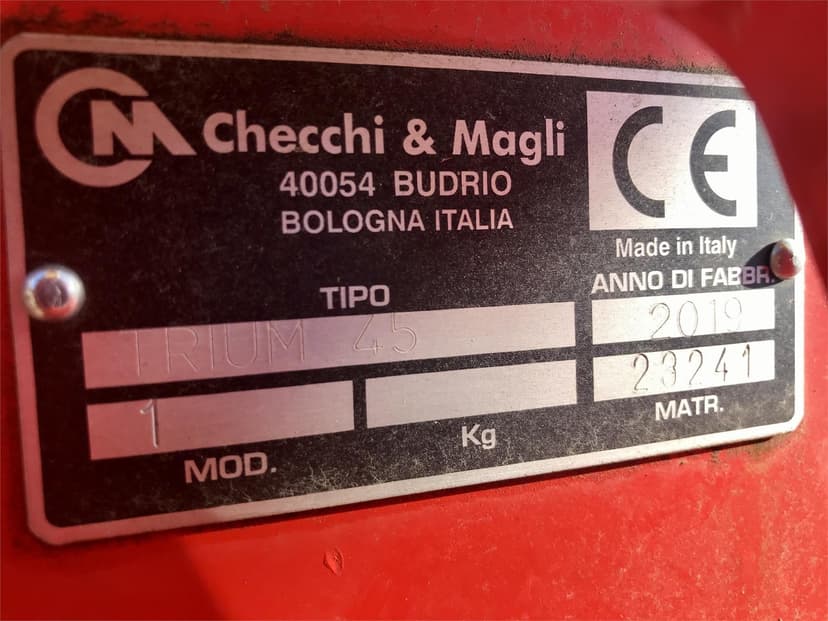 CM Checchi & Magli
40054 BUDRIO
BOLOGNA ITALIA
CE
Made in Italy
TIPO
TRIUM 45
ANNO DI FABBR.
2019
1
23241
MOD.
Kg
MATR.